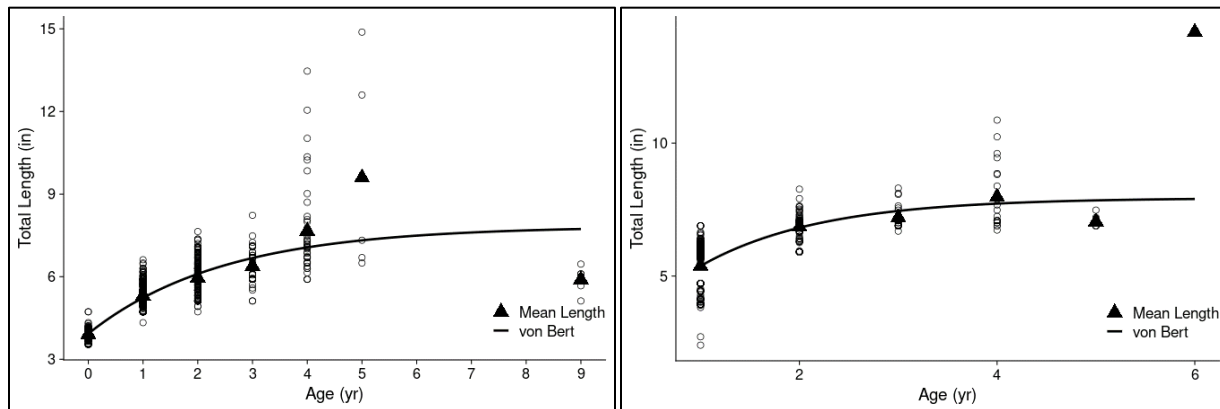 15
12
9
6
3
Total Length (in)
0 1 2 3 4 5 6 7 8 9
Age (yr)
Mean Length
von Bert
10
5
Total Length (in)
2 4 6
Age (yr)
Mean Length
von Bert